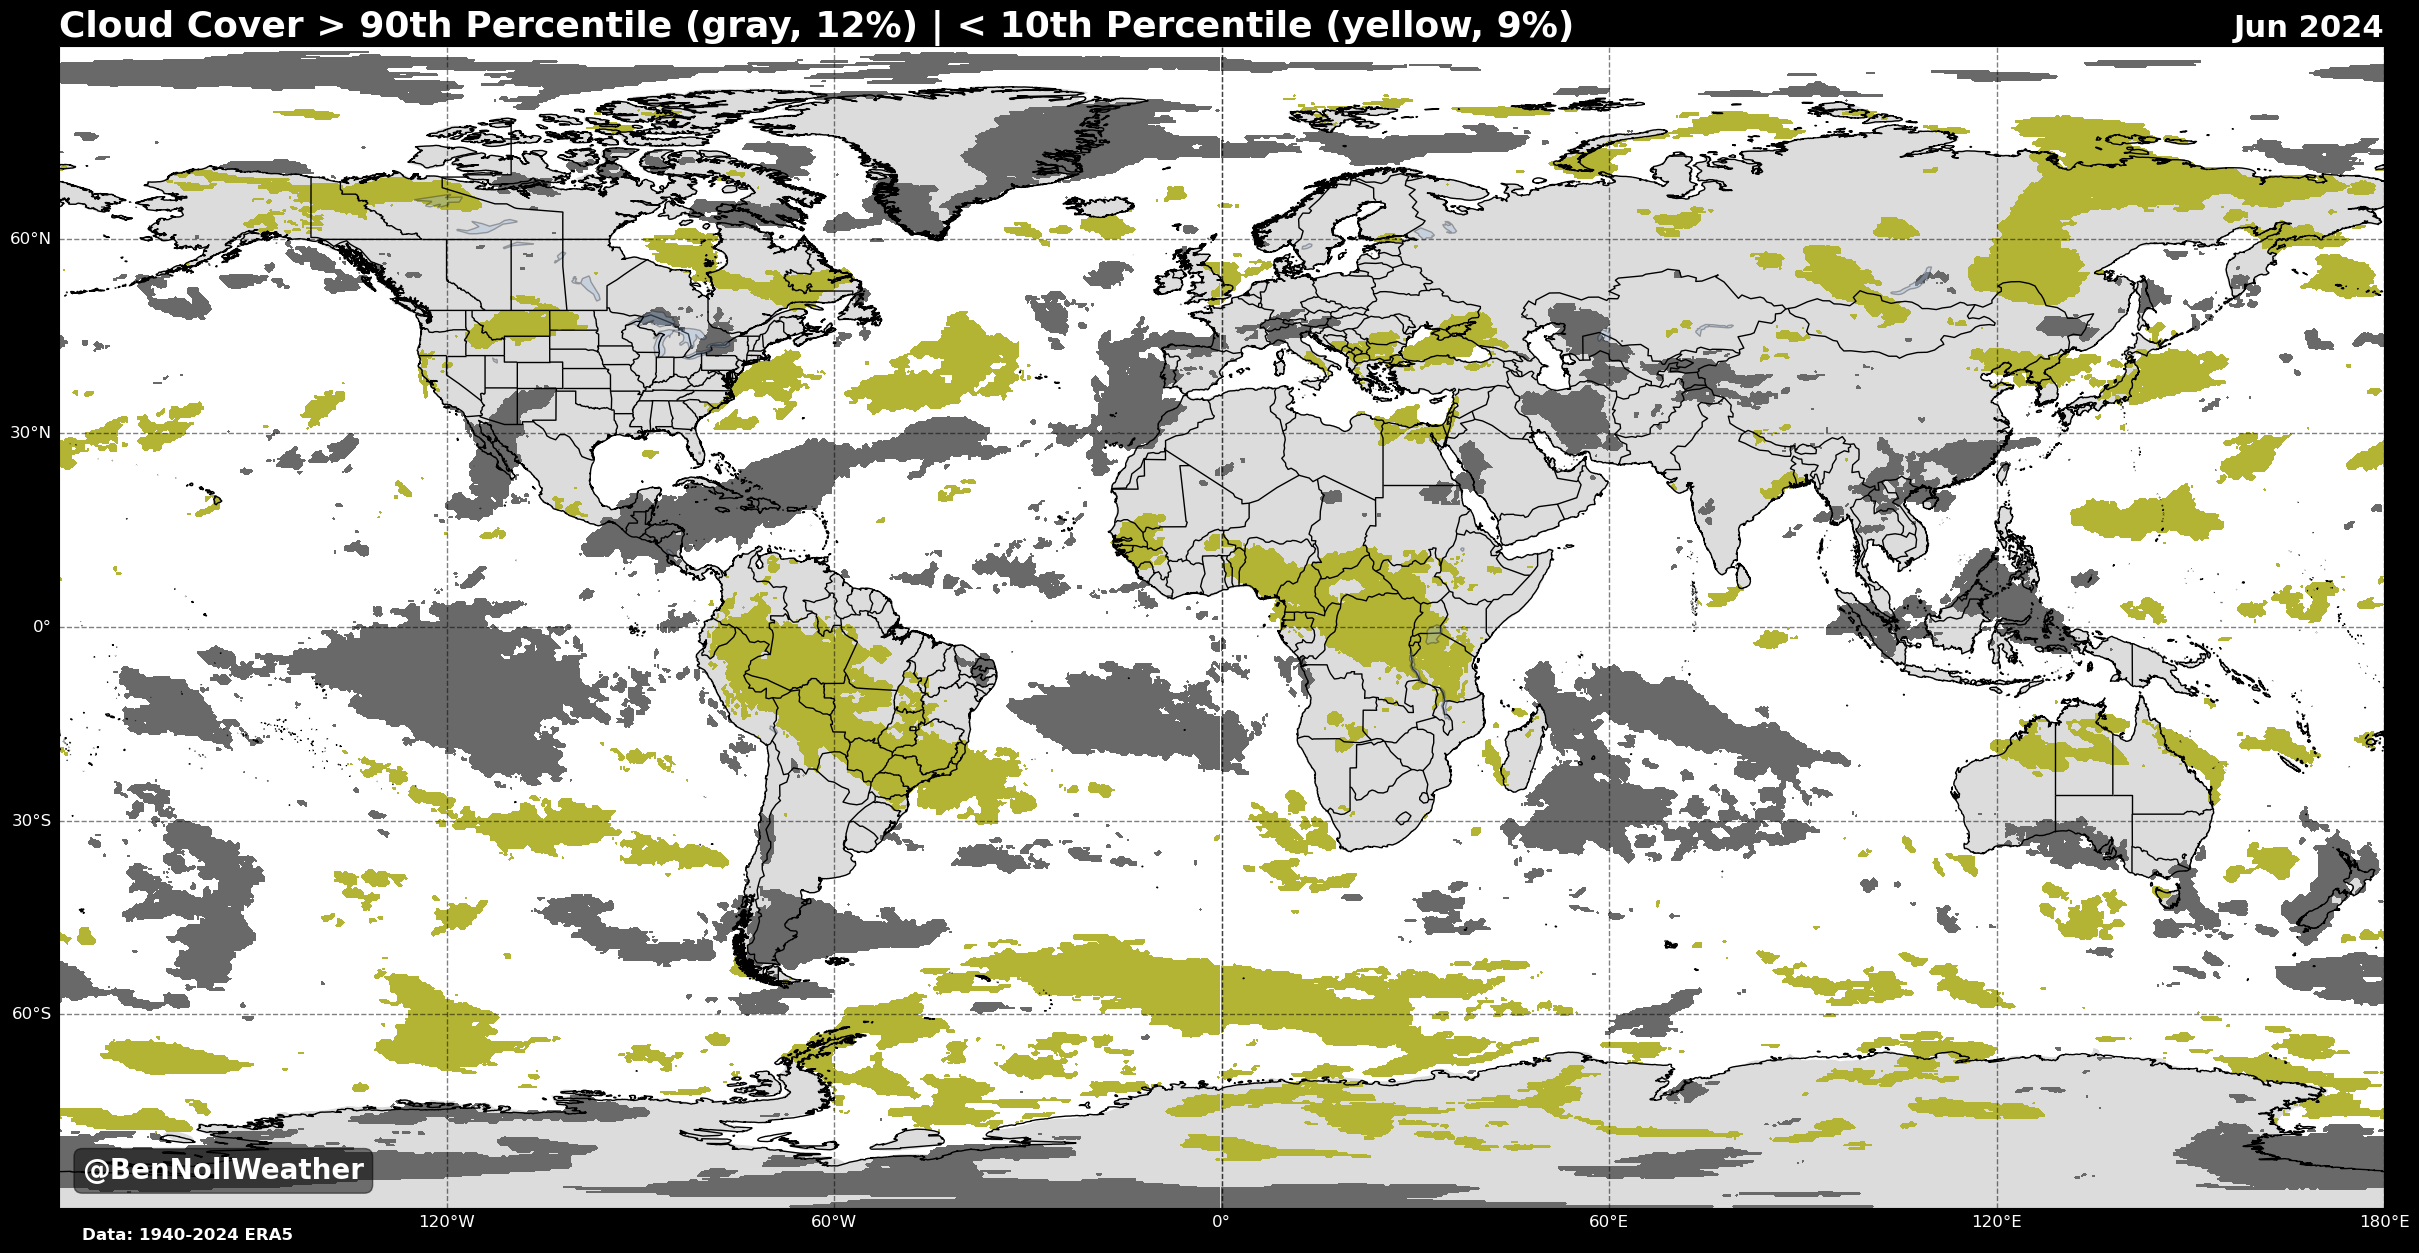 Cloud Cover > 90th Percentile (gray, 12%) | < 10th Percentile (yellow, 9%) Jun 2024
60°N
30°N
0°
30°S
60°S
@BenNollWeather
120°W 60°W 0° 60°E 120°E 180°E
Data: 1940-2024 ERA5